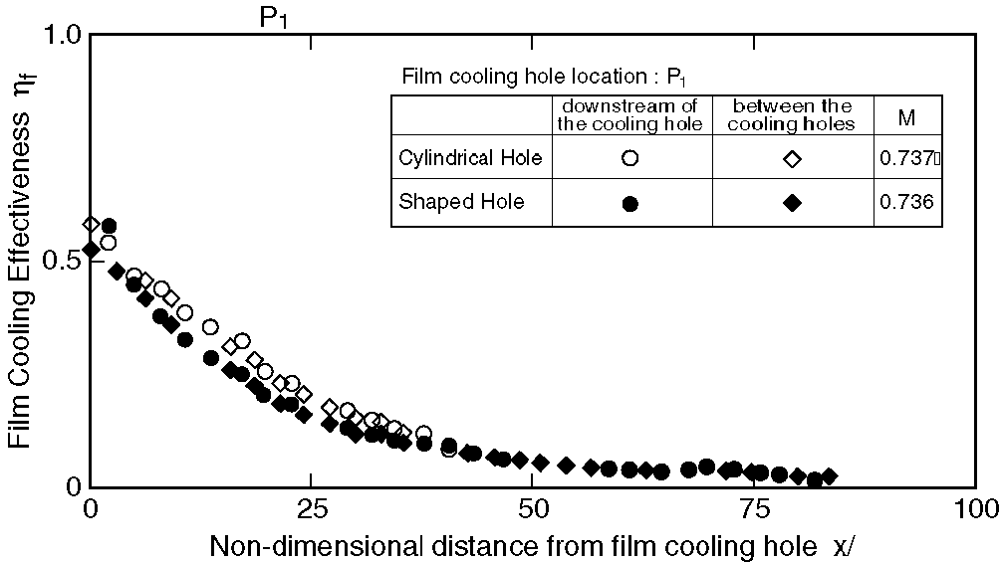 P1
1.0
0.5
0
Film Cooling Effectiveness ηf
Film cooling hole location : P1
downstream of the cooling hole
between the cooling holes
M
Cylindrical Hole ○ ◇ 0.737▯
Shaped Hole ● ◆ 0.736
0 25 50 75 100
Non-dimensional distance from film cooling hole x/